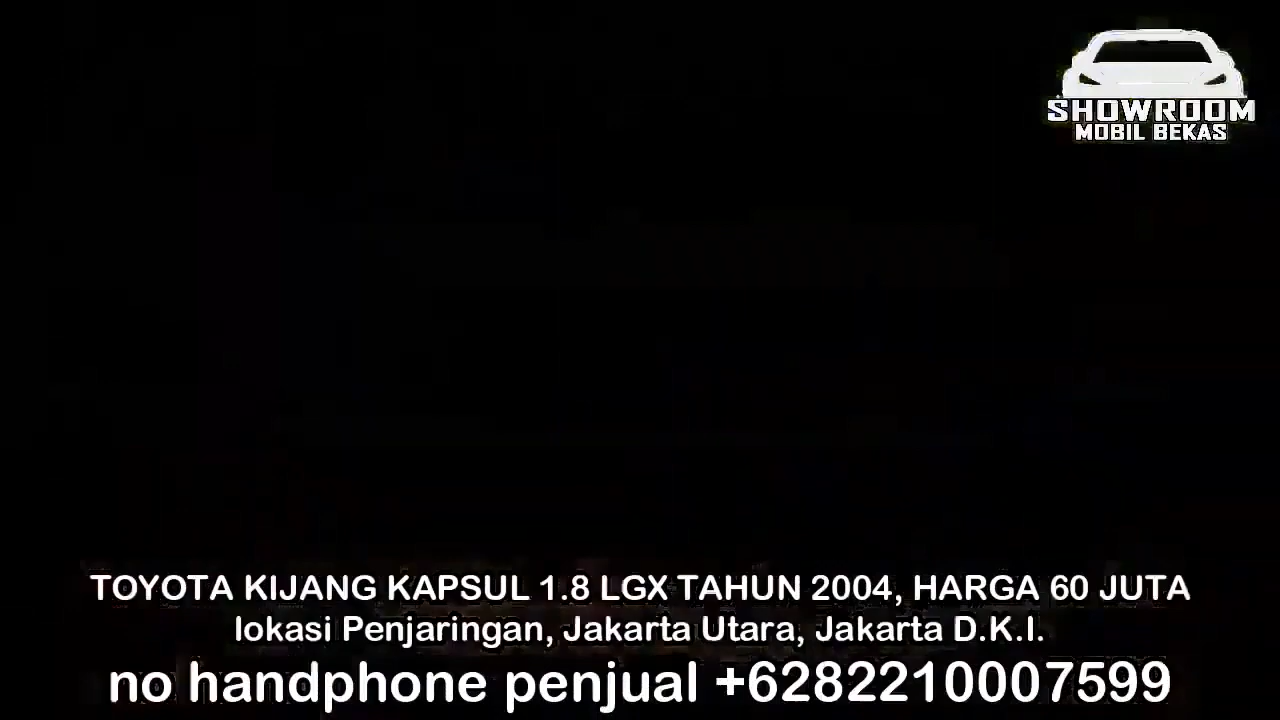 SHOWROOM
MOBIL BEKAS
TOYOTA KIJANG KAPSUL 1.8 LGX TAHUN 2004, HARGA 60 JUTA
lokasi Penjaringan, Jakarta Utara, Jakarta D.K.I.
no handphone penjual +6282210007599